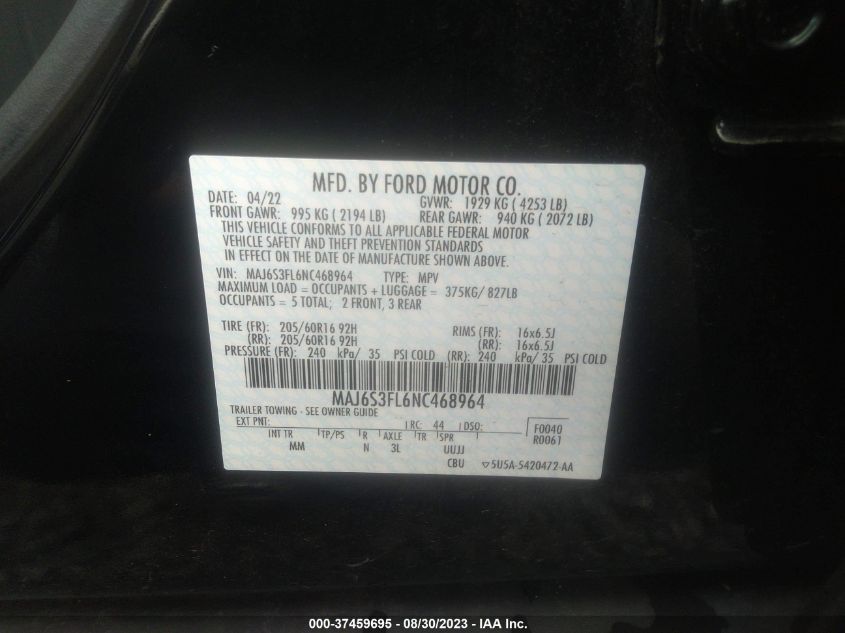 MFD. BY FORD MOTOR CO.
DATE: 04/22 GVWR: 1929 KG ( 4253 LB)
FRONT GAWR: 995 KG ( 2194 LB) REAR GAWR: 940 KG ( 2072 LB)
THIS VEHICLE CONFORMS TO ALL APPLICABLE FEDERAL MOTOR
VEHICLE SAFETY AND THEFT PREVENTION STANDARDS
IN EFFECT ON THE DATE OF MANUFACTURE SHOWN ABOVE.
VIN: MAJ6S3FL6NC468964 TYPE: MPV
MAXIMUM LOAD = OCCUPANTS + LUGGAGE = 375KG/ 827LB
OCCUPANTS = 5 TOTAL; 2 FRONT, 3 REAR
TIRE (FR): 205/60R16 92H RIMS (FR): 16x6.5J
(RR): 205/60R16 92H (RR): 16x6.5J
PRESSURE (FR): 240 kPa/ 35 PSI COLD (RR): 240 kPa/ 35 PSI COLD
MAJ6S3FL6NC468964
TRAILER TOWING - SEE OWNER GUIDE
EXT PNT: RC: 44 DSO: F0040
INT TR TP/PS R AXLE TR SPR R0061
MM N 3L UUJJ
CBU ▽5U5A-5420472-AA
000-37459695 - 08/30/2023 - IAA Inc.